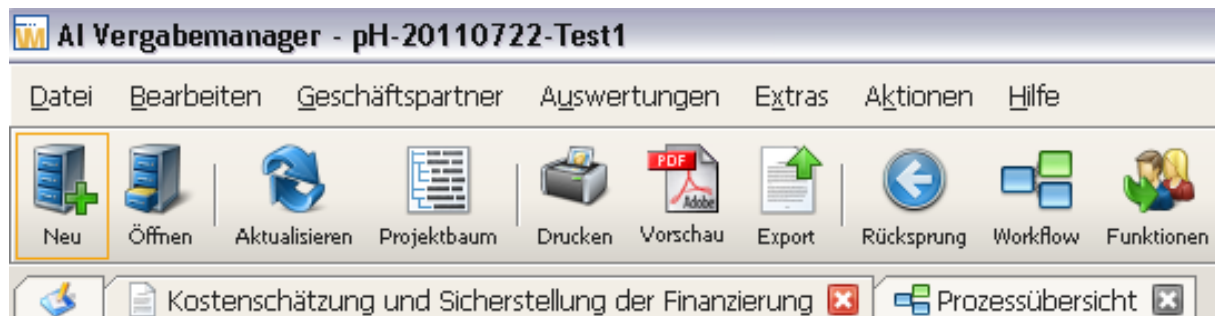 AI Vergabemanager - pH-20110722-Test1
Datei Bearbeiten Geschäftspartner Auswertungen Extras Aktionen Hilfe
PDF
Adobe
Neu Öffnen Aktualisieren Projektbaum Drucken Vorschau Export Rücksprung Workflow Funktionen
Kostenschätzung und Sicherstellung der Finanzierung Prozessübersicht